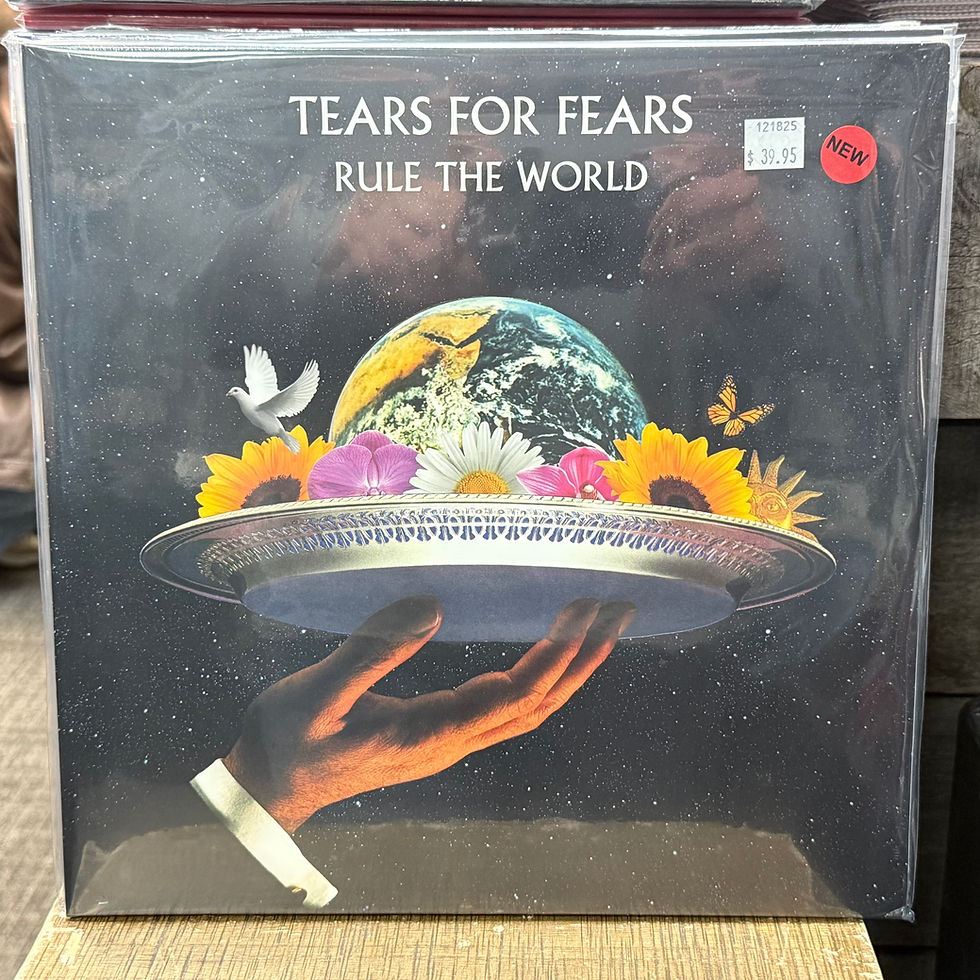 TEARS FOR FEARS
RULE THE WORLD
121825
$ 39.95
NEW